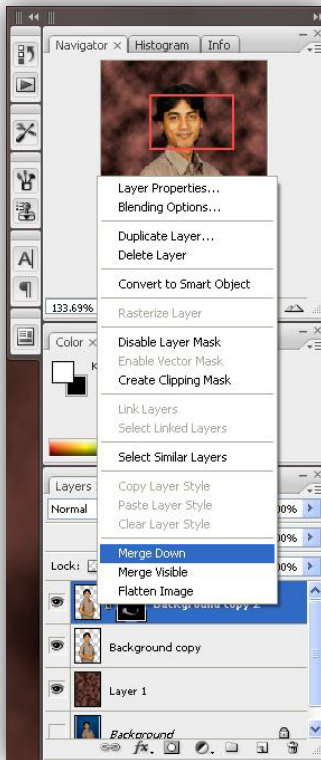 Navigator × Histogram Info
Layer Properties...
Blending Options...
Duplicate Layer...
Delete Layer
Convert to Smart Object
133.69%
Rasterize Layer
Color ×
Disable Layer Mask
Enable Vector Mask
Create Clipping Mask
Link Layers
Select Linked Layers
Select Similar Layers
Layers
Copy Layer Style
Normal
Paste Layer Style
Clear Layer Style
Merge Down
Lock:
Merge Visible
Flatten Image
Background copy 2
Background copy
Layer 1
Background